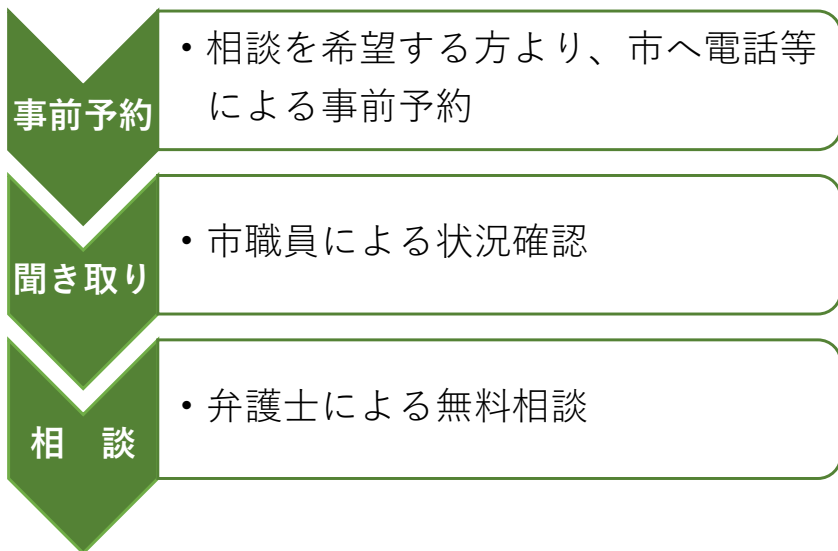 事前予約
・相談を希望する方より、市へ電話等
による事前予約
聞き取り
・市職員による状況確認
相　談
・弁護士による無料相談